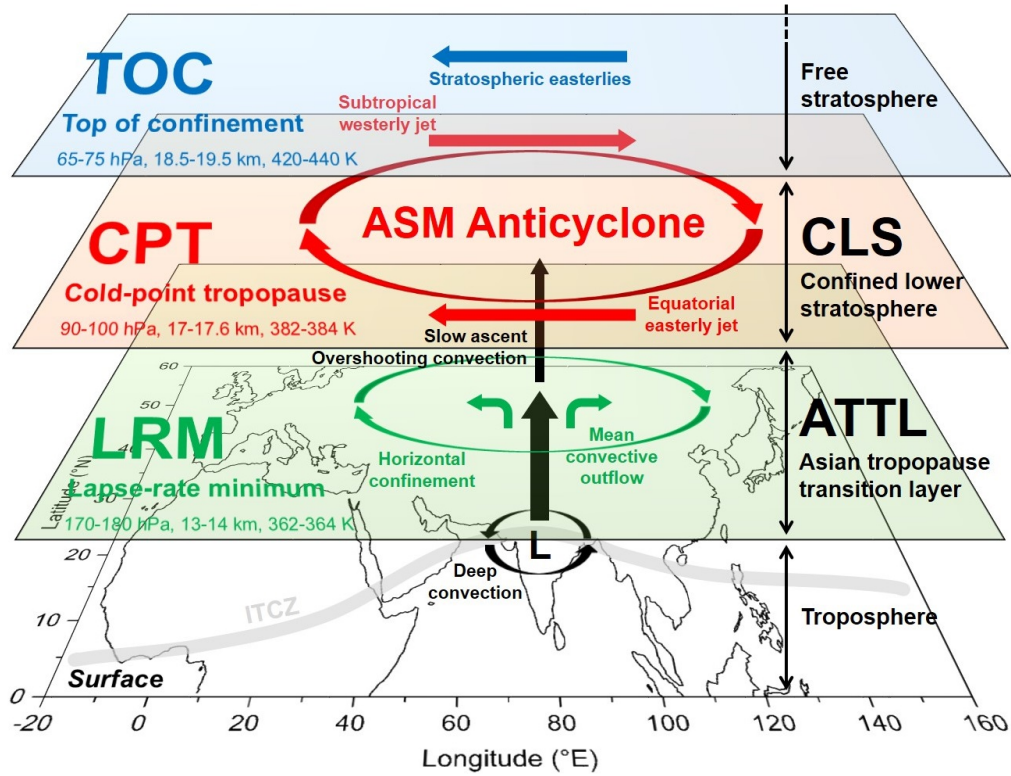 TOC
Top of confinement
65-75 hPa, 18.5-19.5 km, 420-440 K
Stratospheric easterlies
Subtropical
westerly jet
Free
stratosphere
CPT
Cold-point tropopause
90-100 hPa, 17-17.6 km, 382-384 K
ASM Anticyclone
Equatorial
easterly jet
CLS
Confined lower
stratosphere
Slow ascent
Overshooting convection
LRM
Lapse-rate minimum
170-180 hPa, 13-14 km, 362-364 K
Horizontal
confinement
Mean
convective
outflow
ATTL
Asian tropopause
transition layer
L
Deep
convection
ITCZ
Troposphere
Surface
Latitude (°N)
60
50
40
30
20
10
0
-20 0 20 40 60 80 100 120 140 160
Longitude (°E)